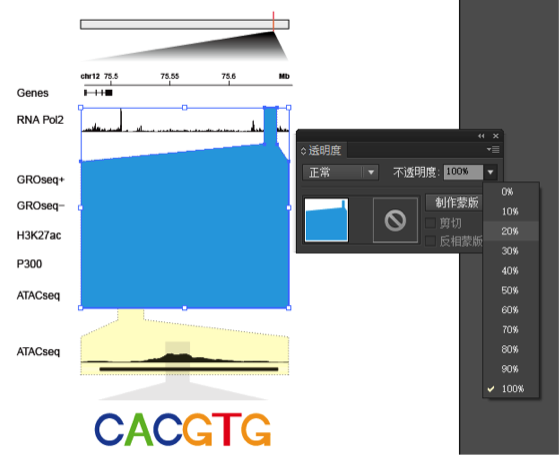 chr12 75.5 75.55 75.6 Mb
Genes
RNA Pol2
GROseq+
GROseq−
H3K27ac
P300
ATACseq
ATACseq
CACGTG
透明度
正常
不透明度: 100%
制作蒙版
剪切
反相蒙版
0%
10%
20%
30%
40%
50%
60%
70%
80%
90%
100%